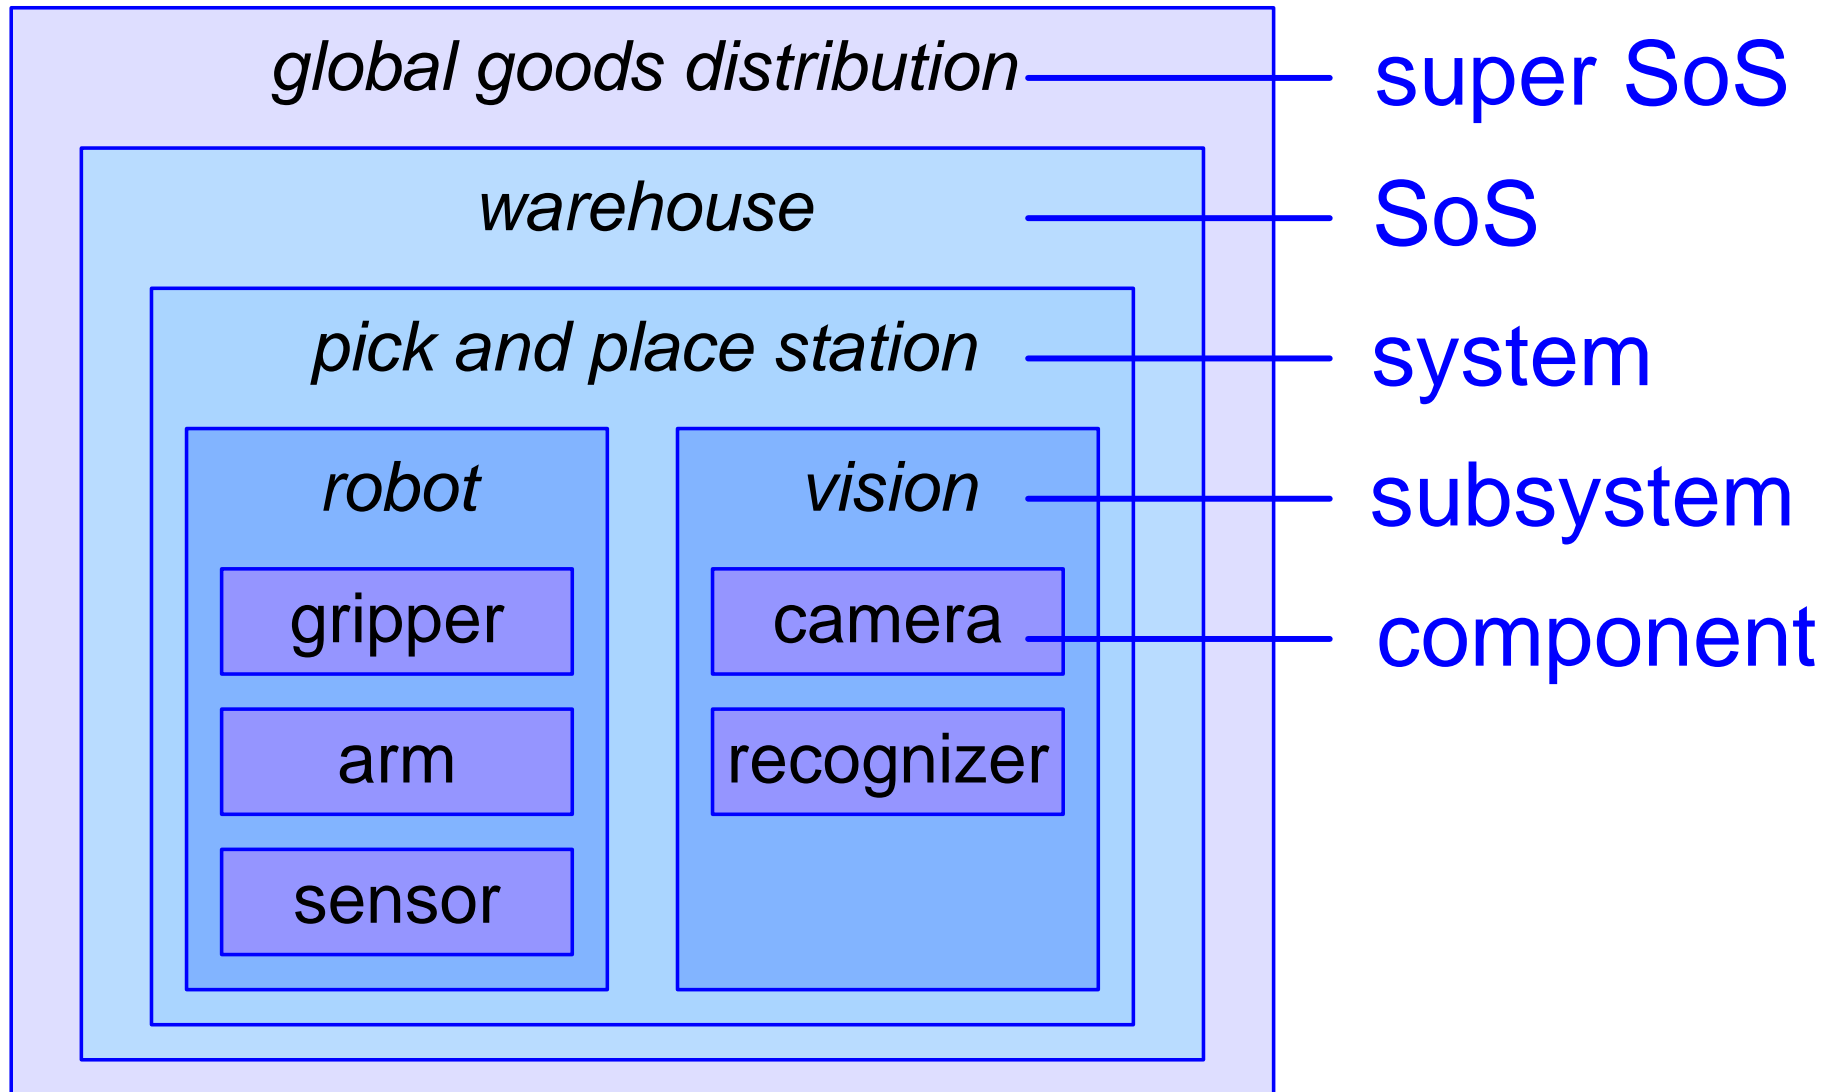 global goods distribution
super SoS
warehouse
SoS
pick and place station
system
robot
vision
subsystem
gripper
camera
component
arm
recognizer
sensor